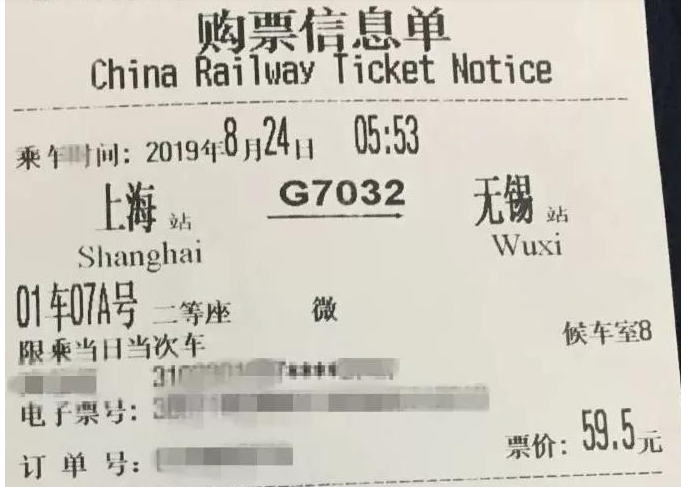 购票信息单
China Railway Ticket Notice
乘车时间：2019年8月24日 05:53
上海站 G7032 无锡站
Shanghai Wuxi
01车07A号 二等座 微
候车室8
限乘当日当次车
电子票号：
票价：59.5元
订单号：